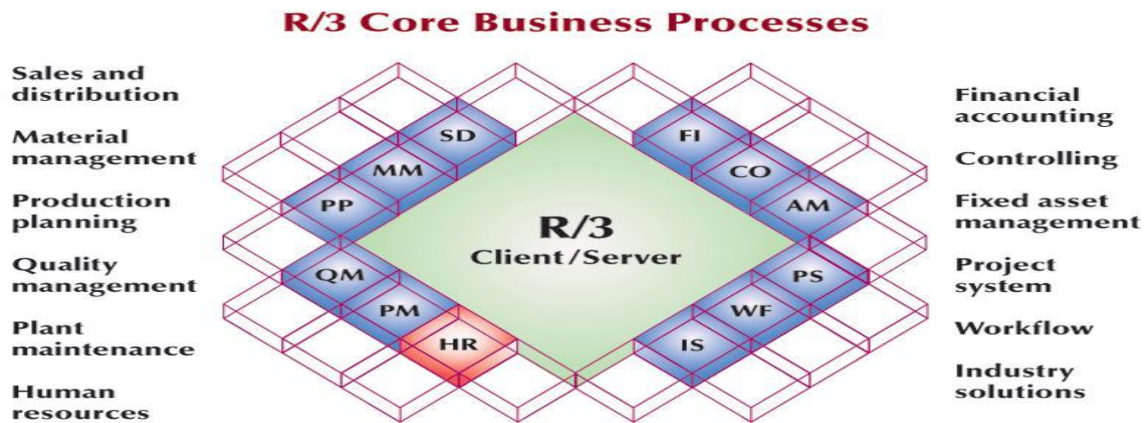 R/3 Core Business Processes
Sales and
distribution
Material
management
Production
planning
Quality
management
Plant
maintenance
Human
resources
SD
MM
PP
QM
PM
HR
R/3
Client/Server
FI
CO
AM
PS
WF
IS
Financial
accounting
Controlling
Fixed asset
management
Project
system
Workflow
Industry
solutions